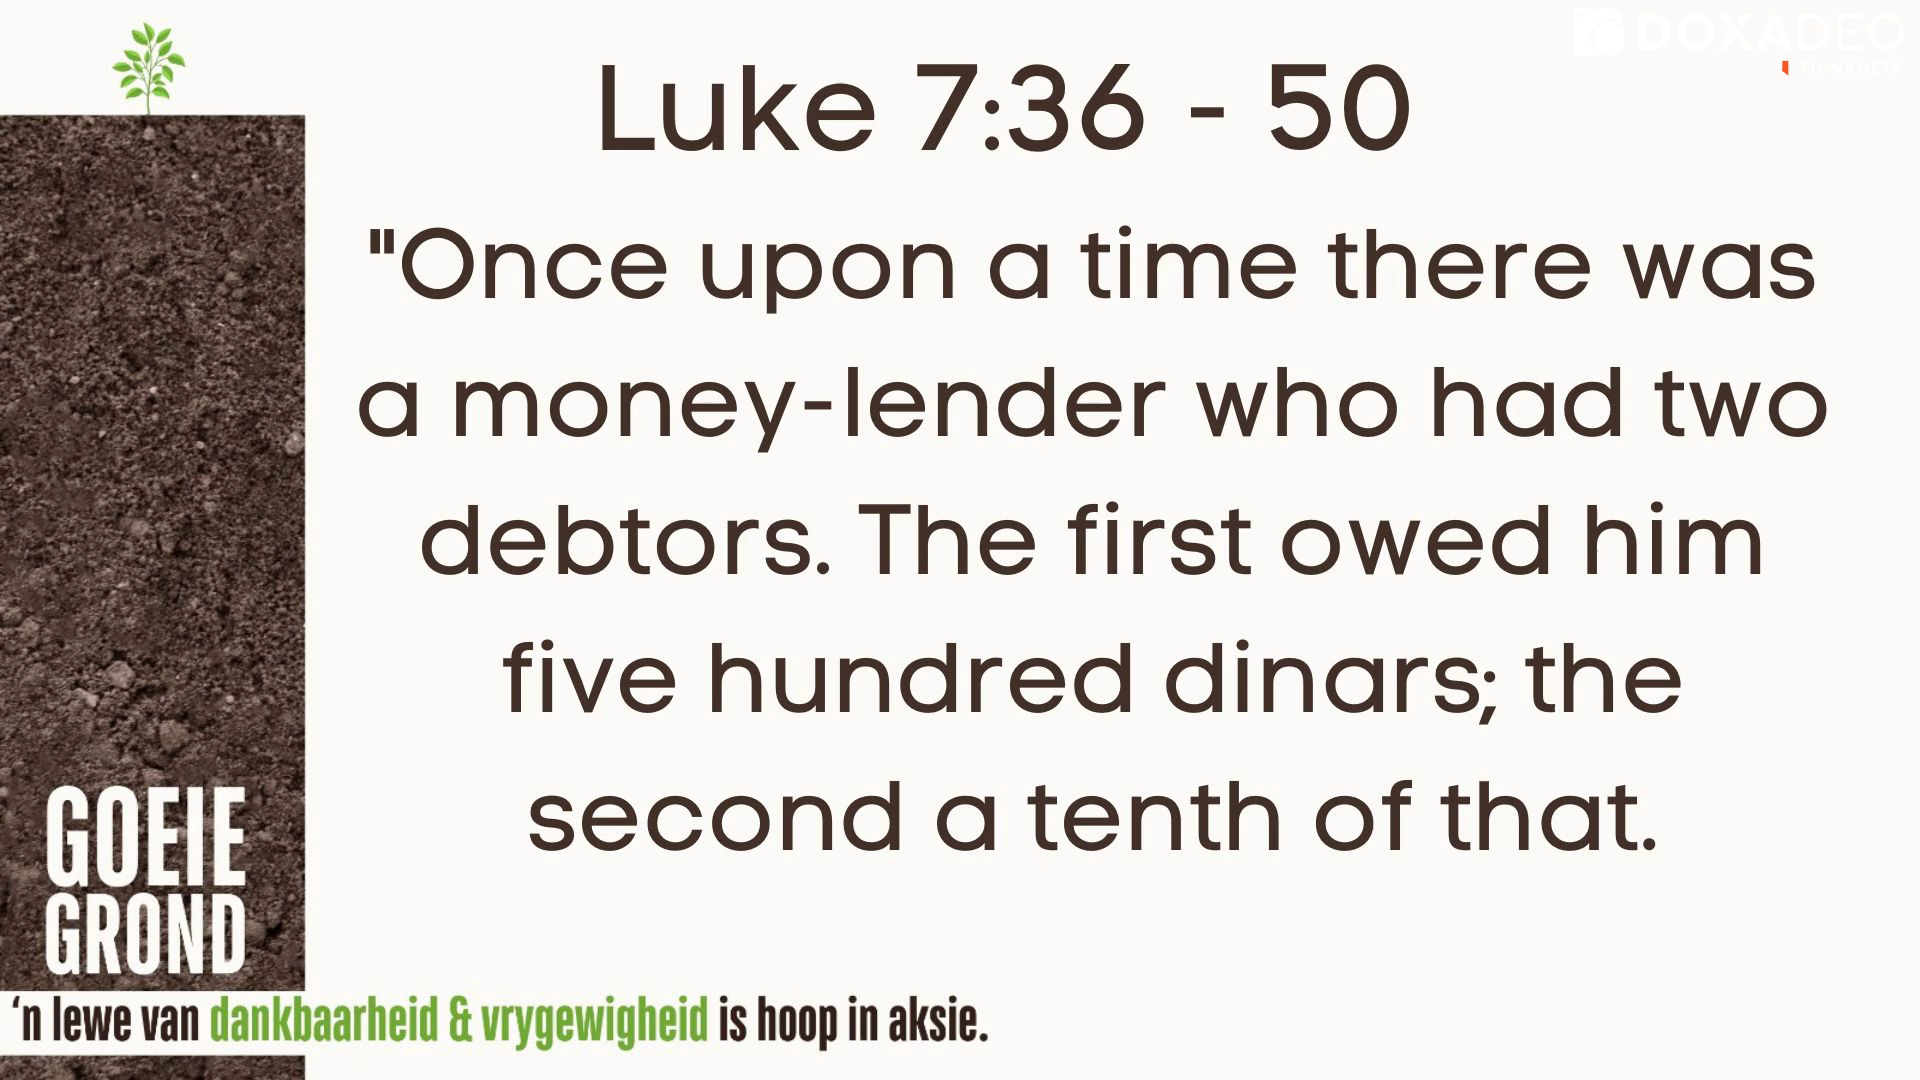 DOXADEO
TUINROETE
Luke 7:36 - 50
"Once upon a time there was
a money-lender who had two
debtors. The first owed him
five hundred dinars; the
second a tenth of that.
GOEIE
GROND
‘n lewe van dankbaarheid & vrygewigheid is hoop in aksie.